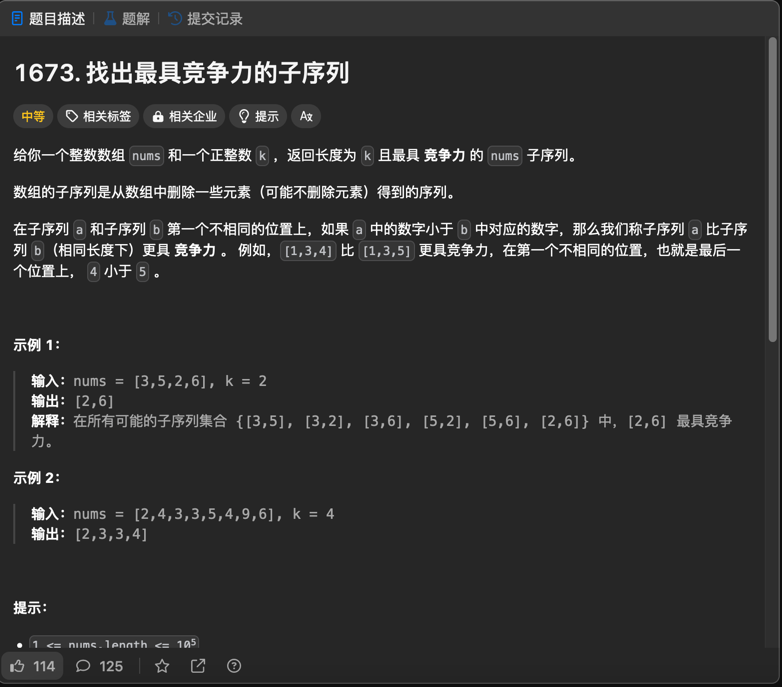 题目描述 题解 提交记录
1673. 找出最具竞争力的子序列
中等 相关标签 相关企业 提示 Ax
给你一个整数数组 nums 和一个正整数 k ，返回长度为 k 且最具 竞争力 的 nums 子序列。
数组的子序列是从数组中删除一些元素（可能不删除元素）得到的序列。
在子序列 a 和子序列 b 第一个不相同的位置上，如果 a 中的数字小于 b 中对应的数字，那么我们称子序列 a 比子序
列 b（相同长度下）更具 竞争力 。 例如， [1,3,4] 比 [1,3,5] 更具竞争力，在第一个不相同的位置，也就是最后一
个位置上， 4 小于 5 。
示例 1：
输入：nums = [3,5,2,6], k = 2
输出：[2,6]
解释：在所有可能的子序列集合 {[3,5], [3,2], [3,6], [5,2], [5,6], [2,6]} 中，[2,6] 最具竞争
力。
示例 2：
输入：nums = [2,4,3,3,5,4,9,6], k = 4
输出：[2,3,3,4]
提示：
1 <= nums.length <= 10⁵
114 125